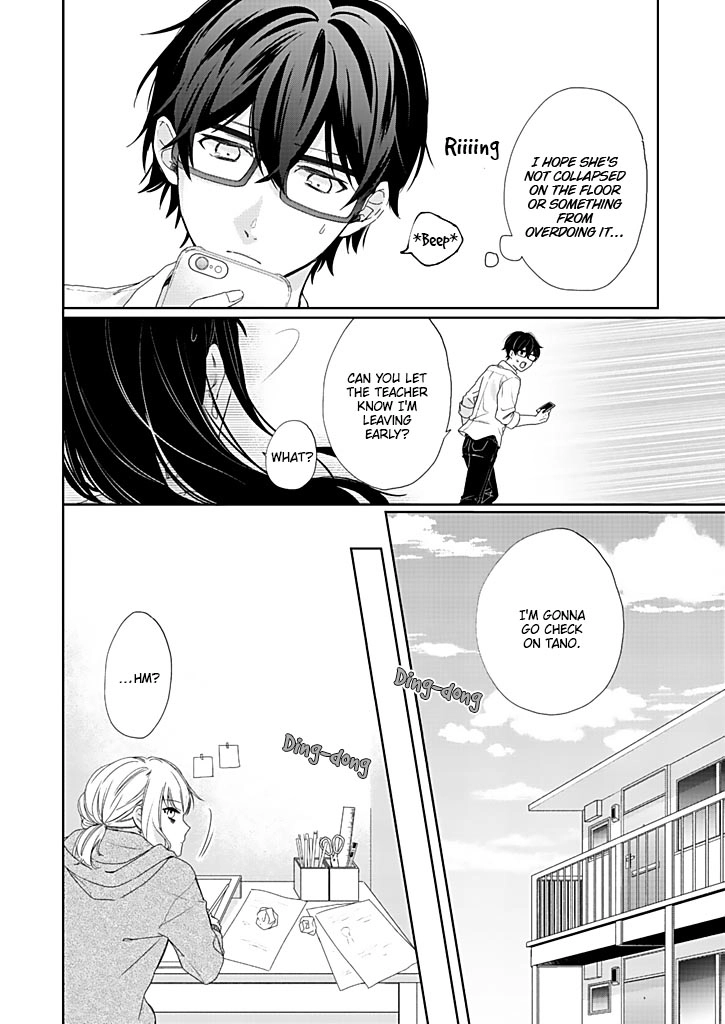 I HOPE SHE'S
NOT COLLAPSED
ON THE FLOOR
OR SOMETHING
FROM
OVERDOING IT...
Riiiing
*Beep*
CAN YOU LET
THE TEACHER
KNOW I'M
LEAVING
EARLY?
WHAT?
I'M GONNA
GO CHECK
ON TANO.
Ding-dong
Ding-dong
...HM?